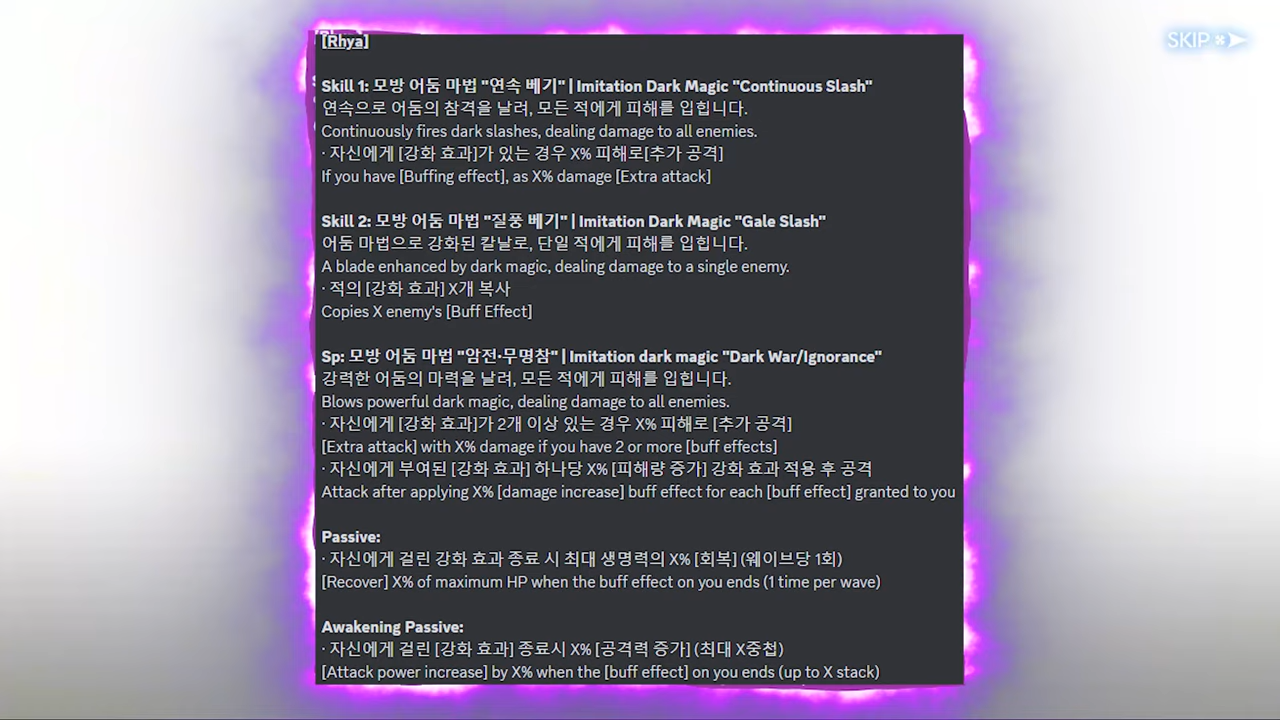 [Rhya]
SKIP
Skill 1: 모방 어둠 마법 "연속 베기" | Imitation Dark Magic "Continuous Slash"
연속으로 어둠의 참격을 날려, 모든 적에게 피해를 입힙니다.
Continuously fires dark slashes, dealing damage to all enemies.
· 자신에게 [강화 효과]가 있는 경우 X% 피해로[추가 공격]
If you have [Buffing effect], as X% damage [Extra attack]
Skill 2: 모방 어둠 마법 "질풍 베기" | Imitation Dark Magic "Gale Slash"
어둠 마법으로 강화된 칼날로, 단일 적에게 피해를 입힙니다.
A blade enhanced by dark magic, dealing damage to a single enemy.
· 적의 [강화 효과] X개 복사
Copies X enemy's [Buff Effect]
Sp: 모방 어둠 마법 "암전·무명참" | Imitation dark magic "Dark War/Ignorance"
강력한 어둠의 마력을 날려, 모든 적에게 피해를 입힙니다.
Blows powerful dark magic, dealing damage to all enemies.
· 자신에게 [강화 효과]가 2개 이상 있는 경우 X% 피해로 [추가 공격]
[Extra attack] with X% damage if you have 2 or more [buff effects]
· 자신에게 부여된 [강화 효과] 하나당 X% [피해량 증가] 강화 효과 적용 후 공격
Attack after applying X% [damage increase] buff effect for each [buff effect] granted to you
Passive:
· 자신에게 걸린 강화 효과 종료 시 최대 생명력의 X% [회복] (웨이브당 1회)
[Recover] X% of maximum HP when the buff effect on you ends (1 time per wave)
Awakening Passive:
· 자신에게 걸린 [강화 효과] 종료시 X% [공격력 증가] (최대 X중첩)
[Attack power increase] by X% when the [buff effect] on you ends (up to X stack)